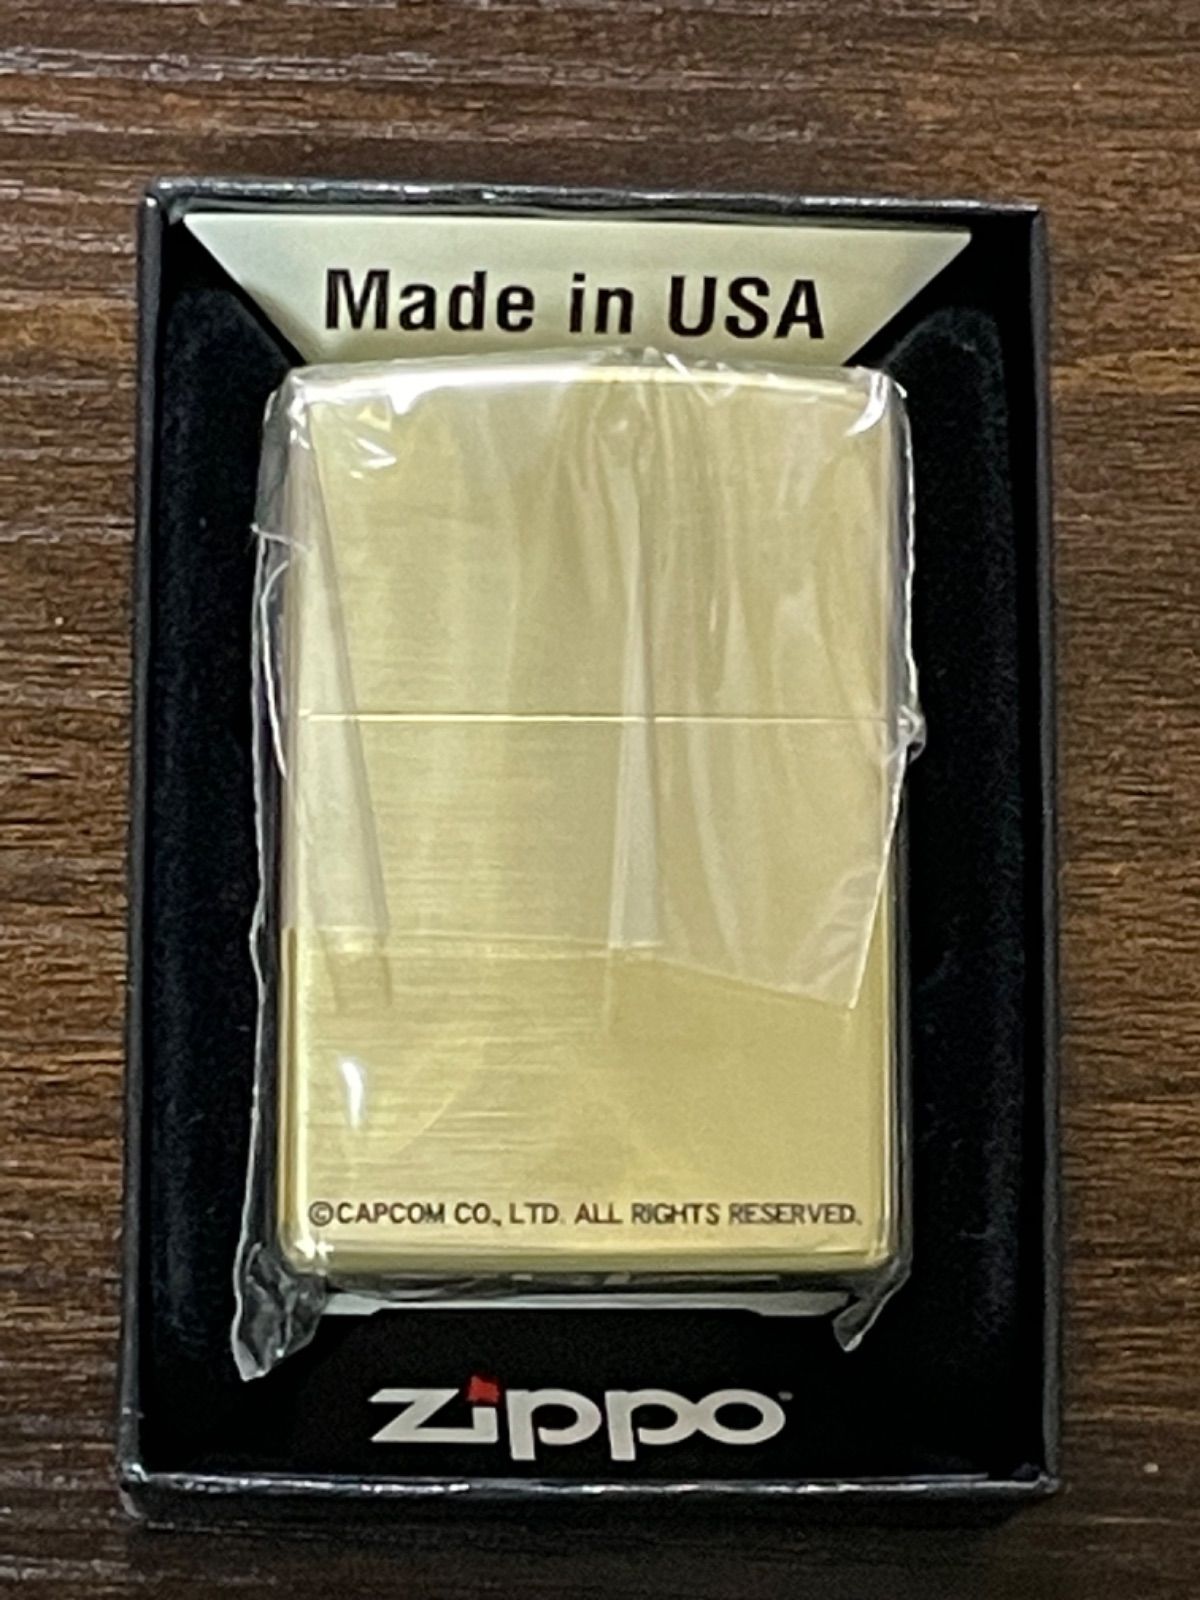 Made in USA
©CAPCOM CO., LTD. ALL RIGHTS RESERVED.
zippo